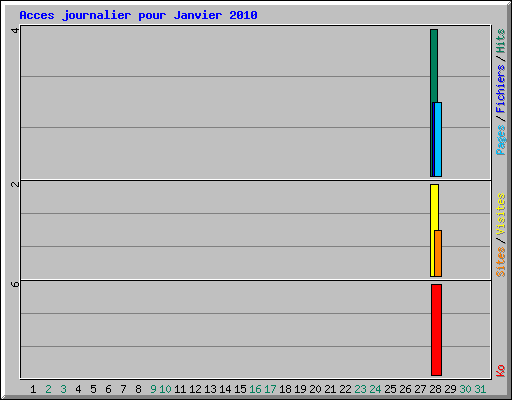 Acces journalier pour Janvier 2010
4
2
6
Pages/Fichiers/Hits
Sites/Visites
Ko
1 2 3 4 5 6 7 8 9 10 11 12 13 14 15 16 17 18 19 20 21 22 23 24 25 26 27 28 29 30 31